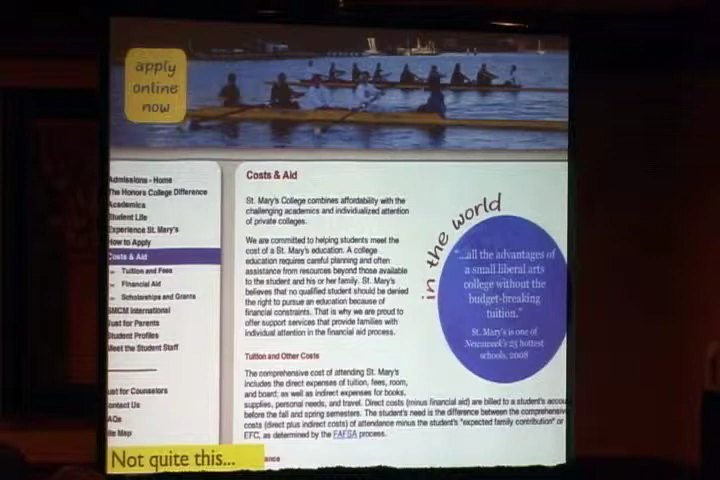 apply
online
now
Admissions - Home
The Honors College Difference
Academics
Student Life
Experience St. Mary's
How to Apply
Costs & Aid
Tuition and Fees
Financial Aid
Scholarships and Grants
SMCM International
Just for Parents
Student Profiles
Meet the Student Staff
ust for Counselors
ontact Us
AQs
ite Map
Costs & Aid
St. Mary's College combines affordability with the
challenging academics and individualized attention
of private colleges.
We are committed to helping students meet the
cost of a St. Mary's education. A college
education requires careful planning and often
assistance from resources beyond those available
to the student and his or her family. St. Mary's
believes that no qualified student should be denied
the right to pursue an education because of
financial constraints. That is why we are proud to
offer support services that provide families with
individual attention in the financial aid process.
in the world
"...all the advantages of
a small liberal arts
college without the
budget-breaking
tuition."
St. Mary's is one of
Newsweek's 25 hottest
schools, 2008
Tuition and Other Costs
The comprehensive cost of attending St. Mary's
includes the direct expenses of tuition, fees, room,
and board; as well as indirect expenses for books,
supplies, personal needs, and travel. Direct costs (minus financial aid) are billed to a student's accou
before the fall and spring semesters. The student's need is the difference between the comprehensive
costs (direct plus indirect costs) of attendance minus the student's "expected family contribution" or
EFC, as determined by the FAFSA process.
Not quite this...
ance